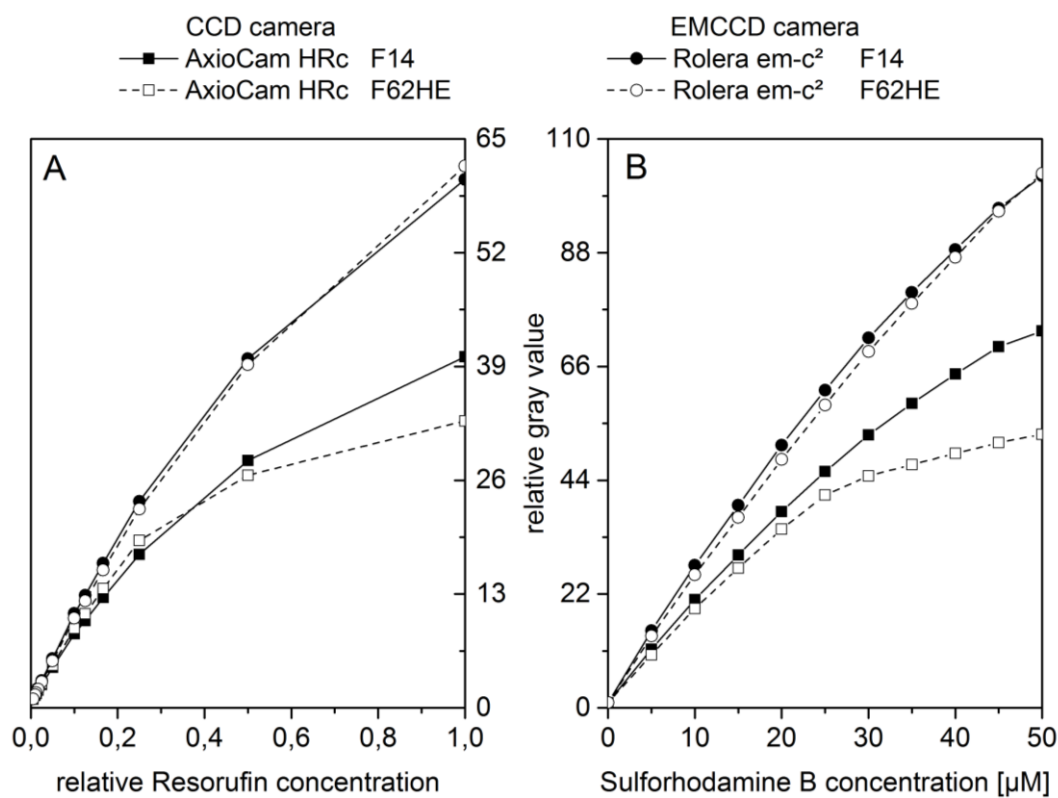 CCD camera
AxioCam HRc F14
AxioCam HRc F62HE
EMCCD camera
Rolera em-c² F14
Rolera em-c² F62HE
A
65
52
39
26
13
0
0,0 0,2 0,4 0,6 0,8 1,0
relative Resorufin concentration
relative gray value
B
110
88
66
44
22
0
0 10 20 30 40 50
Sulforhodamine B concentration [µM]